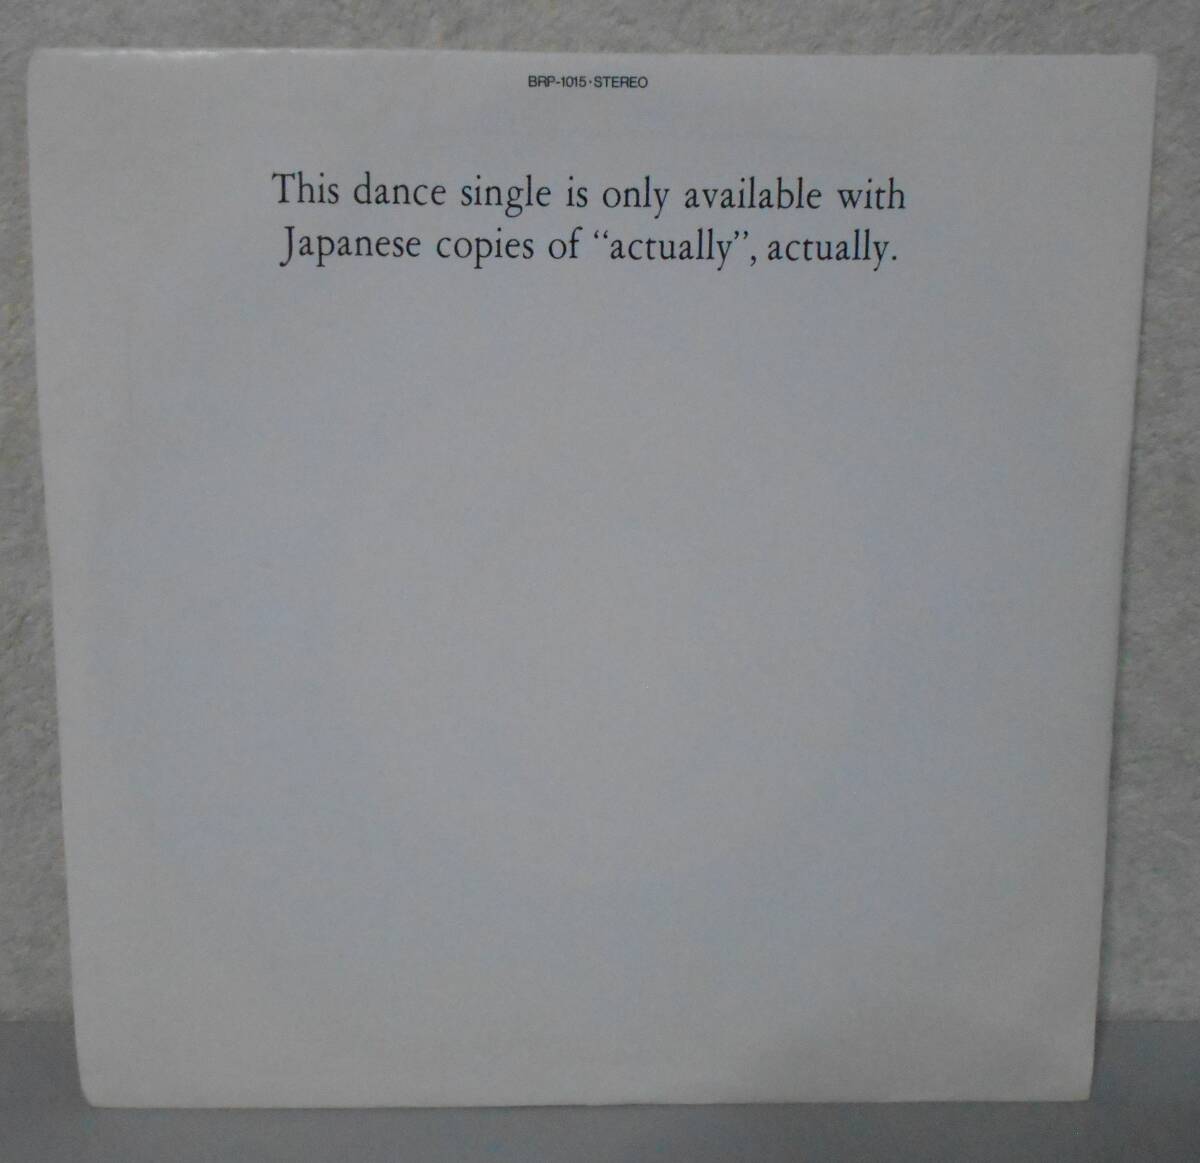 BRP-1015·STEREO
This dance single is only available with
Japanese copies of “actually”, actually.